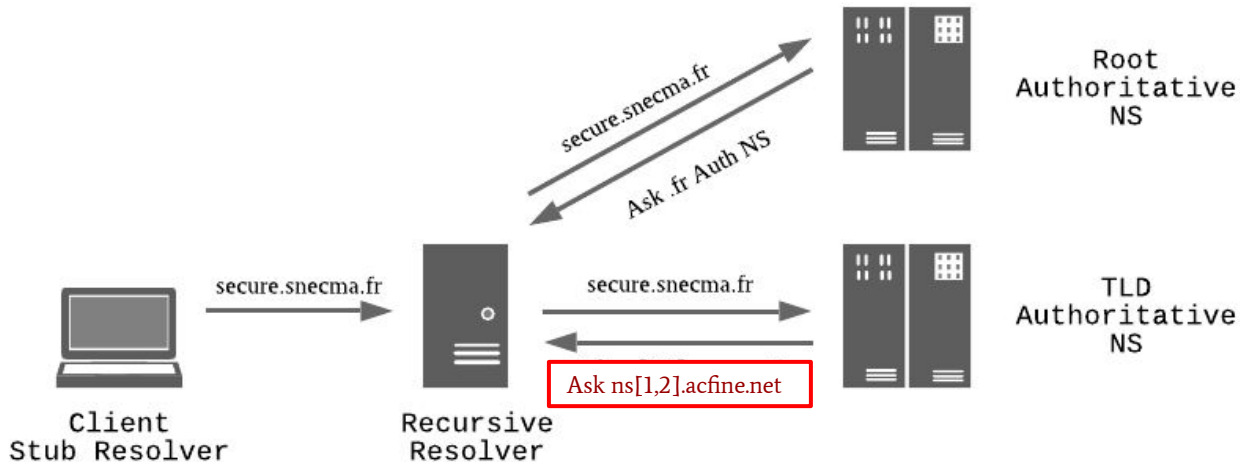 Root
Authoritative
NS
secure.snecma.fr
Ask .fr Auth NS
secure.snecma.fr
secure.snecma.fr
TLD
Authoritative
NS
Ask ns[1,2].acfine.net
Client
Stub Resolver
Recursive
Resolver